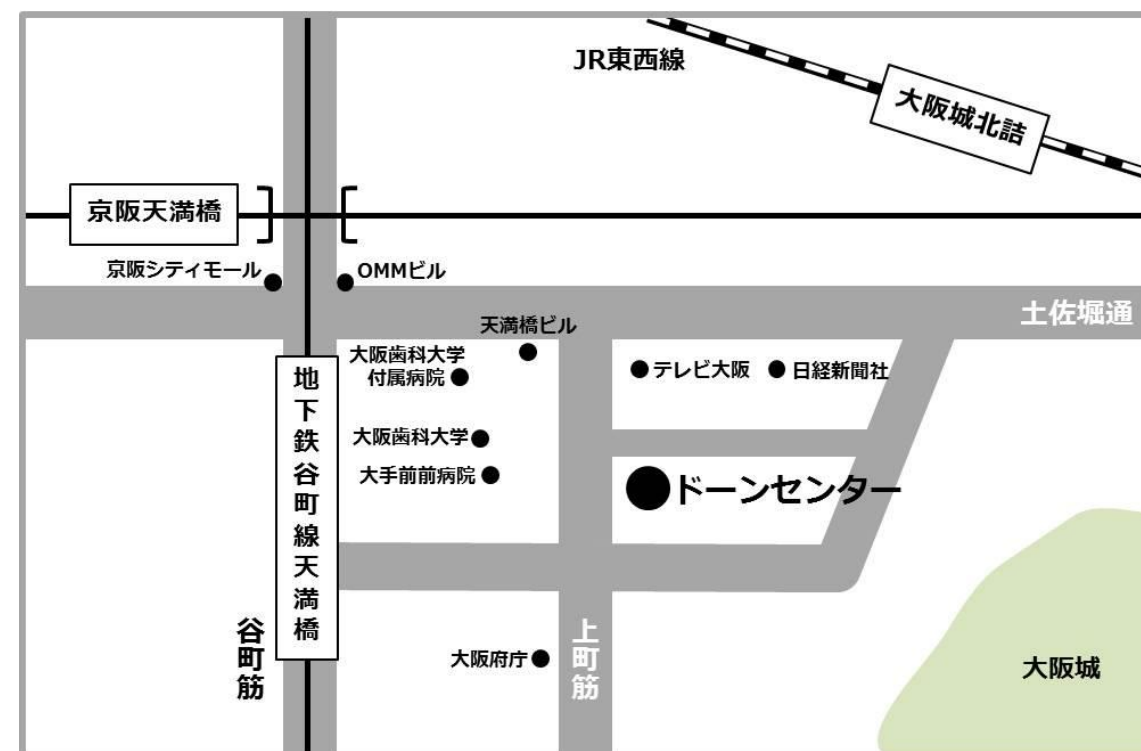 JR東西線
大阪城北詰
京阪天満橋
京阪シティモール
OMMビル
土佐堀通
天満橋ビル
大阪歯科大学
付属病院
テレビ大阪
日経新聞社
地下鉄谷町線天満橋
大阪歯科大学
大手前前病院
ドーンセンター
谷町筋
大阪府庁
上町筋
大阪城